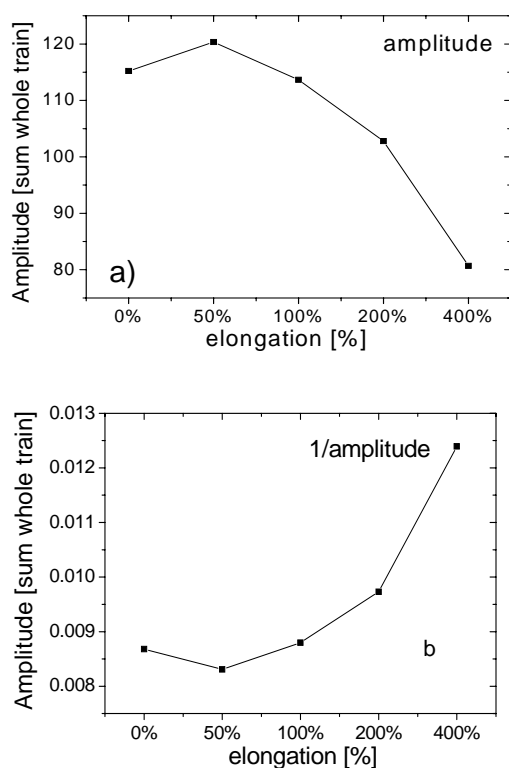 amplitude
Amplitude [sum whole train]
120
110
100
90
80
a)
0% 50% 100% 200% 400%
elongation [%]
0.013
0.012
0.011
0.010
0.009
0.008
1/amplitude
Amplitude [sum whole train]
b
0% 50% 100% 200% 400%
elongation [%]